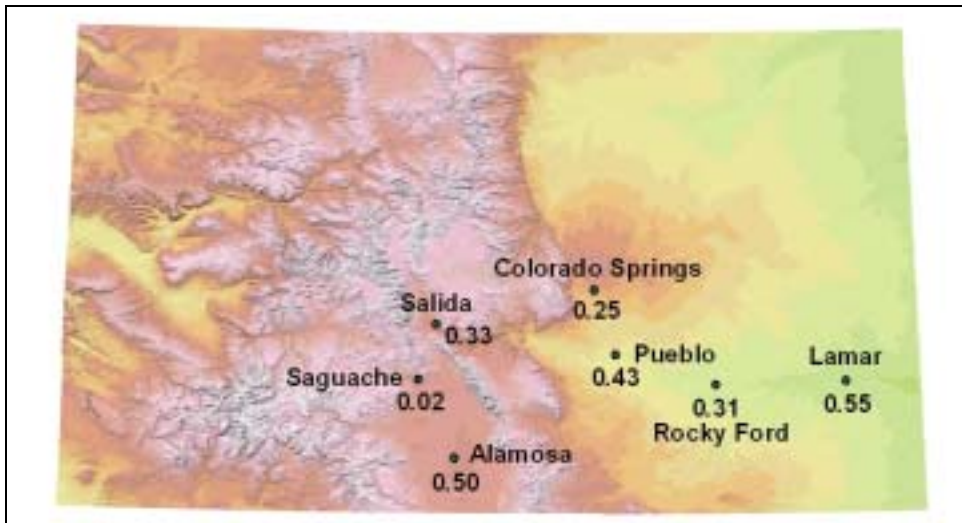 Colorado Springs
0.25
Salida
0.33
Pueblo
0.43
Lamar
0.55
Saguache
0.02
0.31
Rocky Ford
Alamosa
0.50